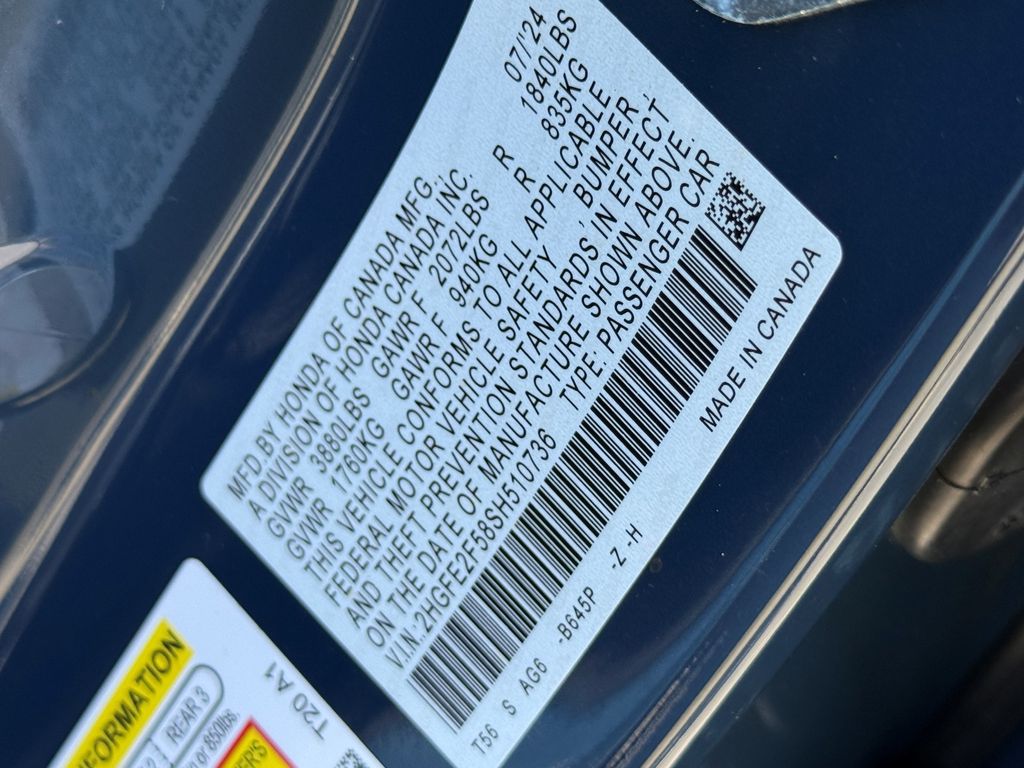 MFD.BY HONDA OF CANADA MFG., 07/'24
A DIVISION OF HONDA CANADA INC.
GVWR 3880LBS GAWR F 2072LBS R 1840LBS
GVWR 1760KG GAWR F 940KG R 835KG
THIS VEHICLE CONFORMS TO ALL APPLICABLE
FEDERAL MOTOR VEHICLE SAFETY, BUMPER
AND THEFT PREVENTION STANDARDS IN EFFECT
ON THE DATE OF MANUFACTURE SHOWN ABOVE.
V.I.N.:2HGFE2F58SH510736 TYPE:PASSENGER CAR
T56 S AG6 -B645P -Z-H MADE IN CANADA
FORMATION
REAR 3
or 850lbs.
T20 A1